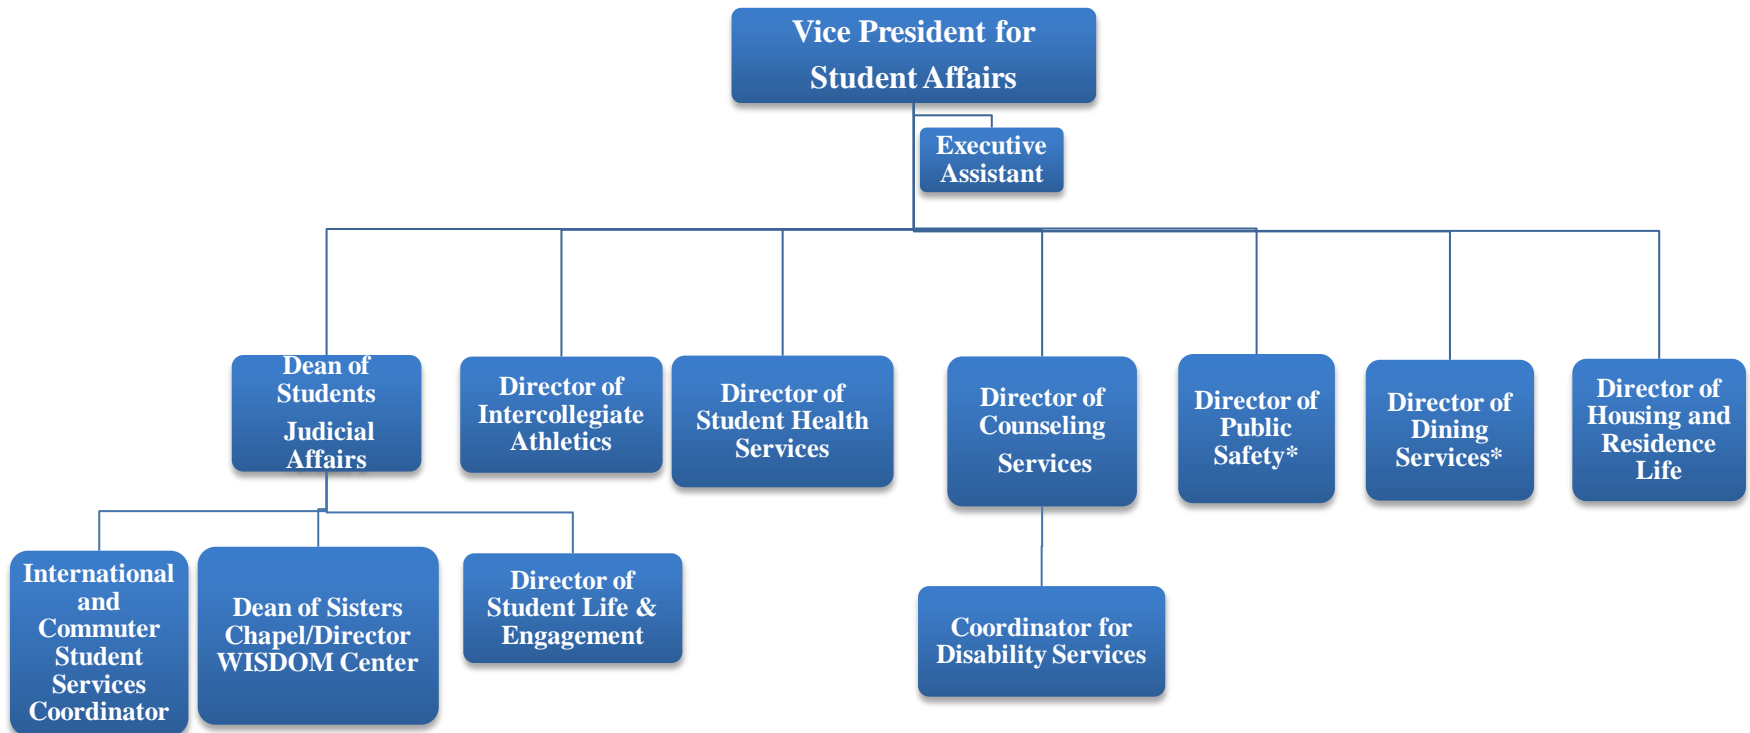 Vice President for
Student Affairs
Executive
Assistant
Dean of
Students
Judicial
Affairs
Director of
Intercollegiate
Athletics
Director of
Student Health
Services
Director of
Counseling
Services
Director of
Public
Safety*
Director of
Dining
Services*
Director of
Housing and
Residence
Life
International
and
Commuter
Student
Services
Coordinator
Dean of Sisters
Chapel/Director
WISDOM Center
Director of
Student Life &
Engagement
Coordinator for
Disability Services